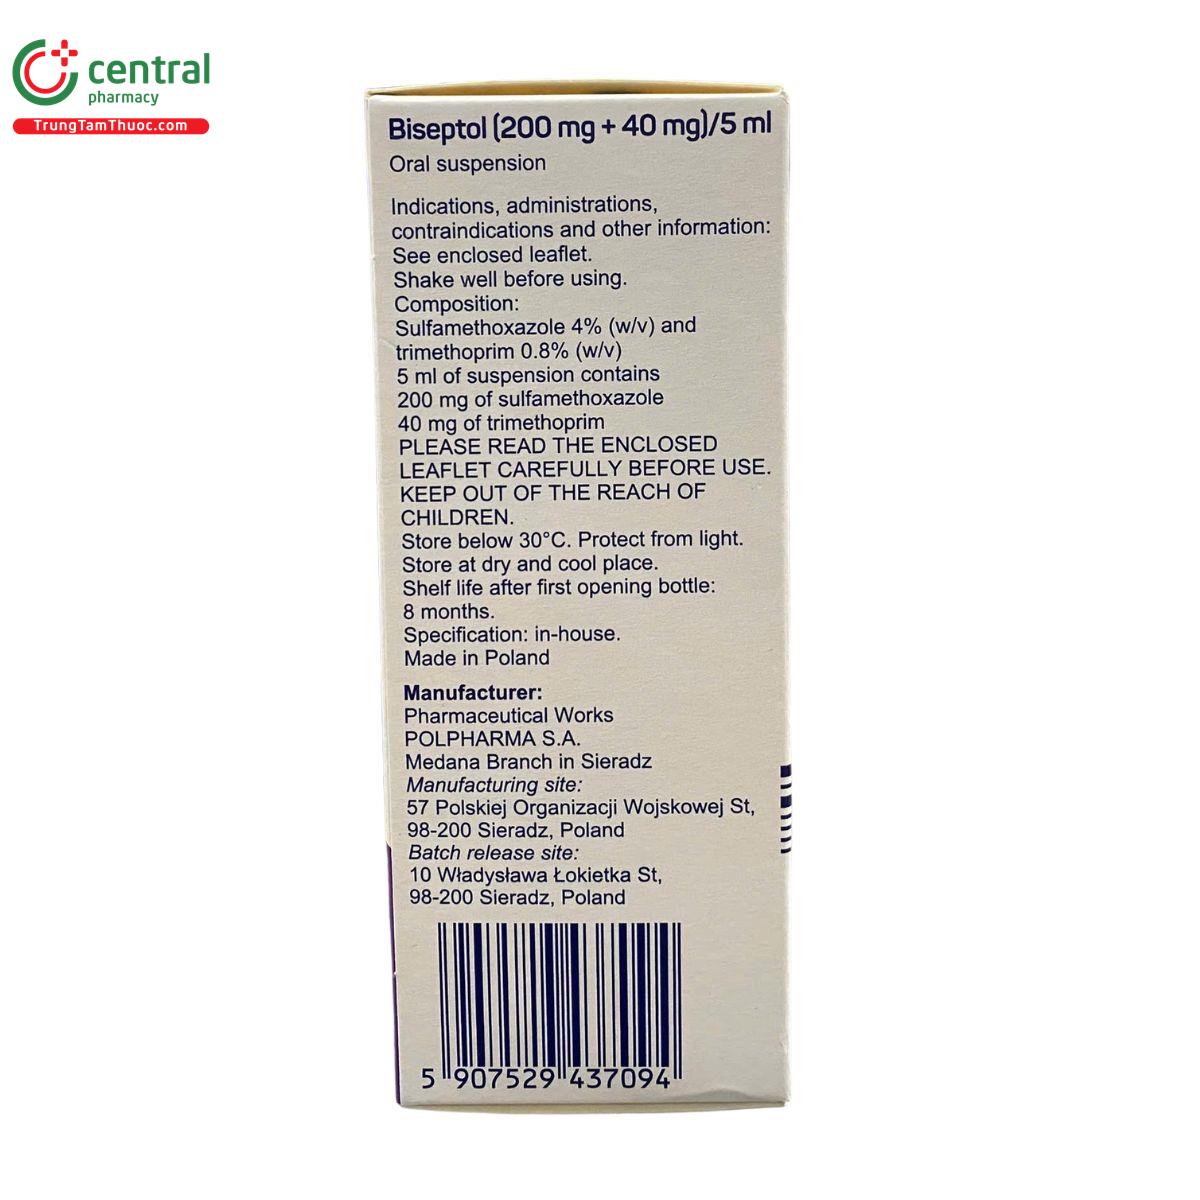 central
pharmacy
TrungTamThuoc.com
Biseptol (200 mg + 40 mg)/5 ml
Oral suspension
Indications, administrations,
contraindications and other information:
See enclosed leaflet.
Shake well before using.
Composition:
Sulfamethoxazole 4% (w/v) and
trimethoprim 0.8% (w/v)
5 ml of suspension contains
200 mg of sulfamethoxazole
40 mg of trimethoprim
PLEASE READ THE ENCLOSED
LEAFLET CAREFULLY BEFORE USE.
KEEP OUT OF THE REACH OF
CHILDREN.
Store below 30°C. Protect from light.
Store at dry and cool place.
Shelf life after first opening bottle:
8 months.
Specification: in-house.
Made in Poland
Manufacturer:
Pharmaceutical Works
POLPHARMA S.A.
Medana Branch in Sieradz
Manufacturing site:
57 Polskiej Organizacji Wojskowej St,
98-200 Sieradz, Poland
Batch release site:
10 Władysława Łokietka St,
98-200 Sieradz, Poland
5 907529 437094